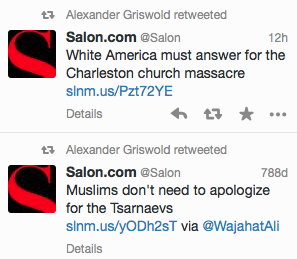 Alexander Griswold retweeted
Salon.com @Salon 12h
White America must answer for the
Charleston church massacre
slnm.us/Pzt72YE
Details
Alexander Griswold retweeted
Salon.com @Salon 788d
Muslims don't need to apologize
for the Tsarnaevs
slnm.us/yODh2sT via @WajahatAli
Details